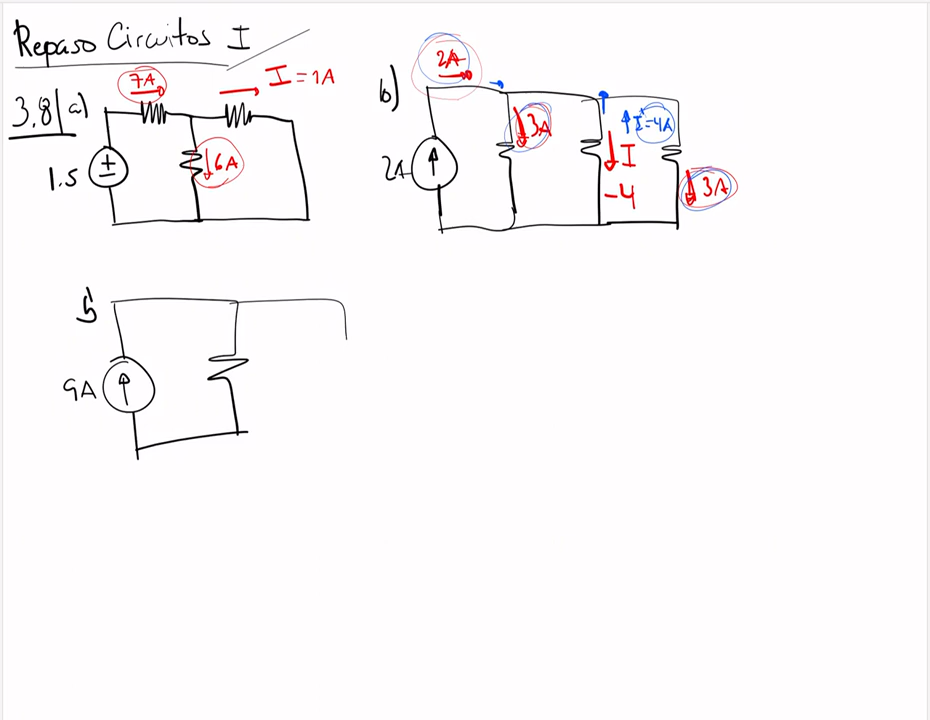 Repaso Circuitos I
3.8 a)
7A
I = 1A
1.5
6A
b)
2A
2A
3A
I
-4
I=4A
3A
9A